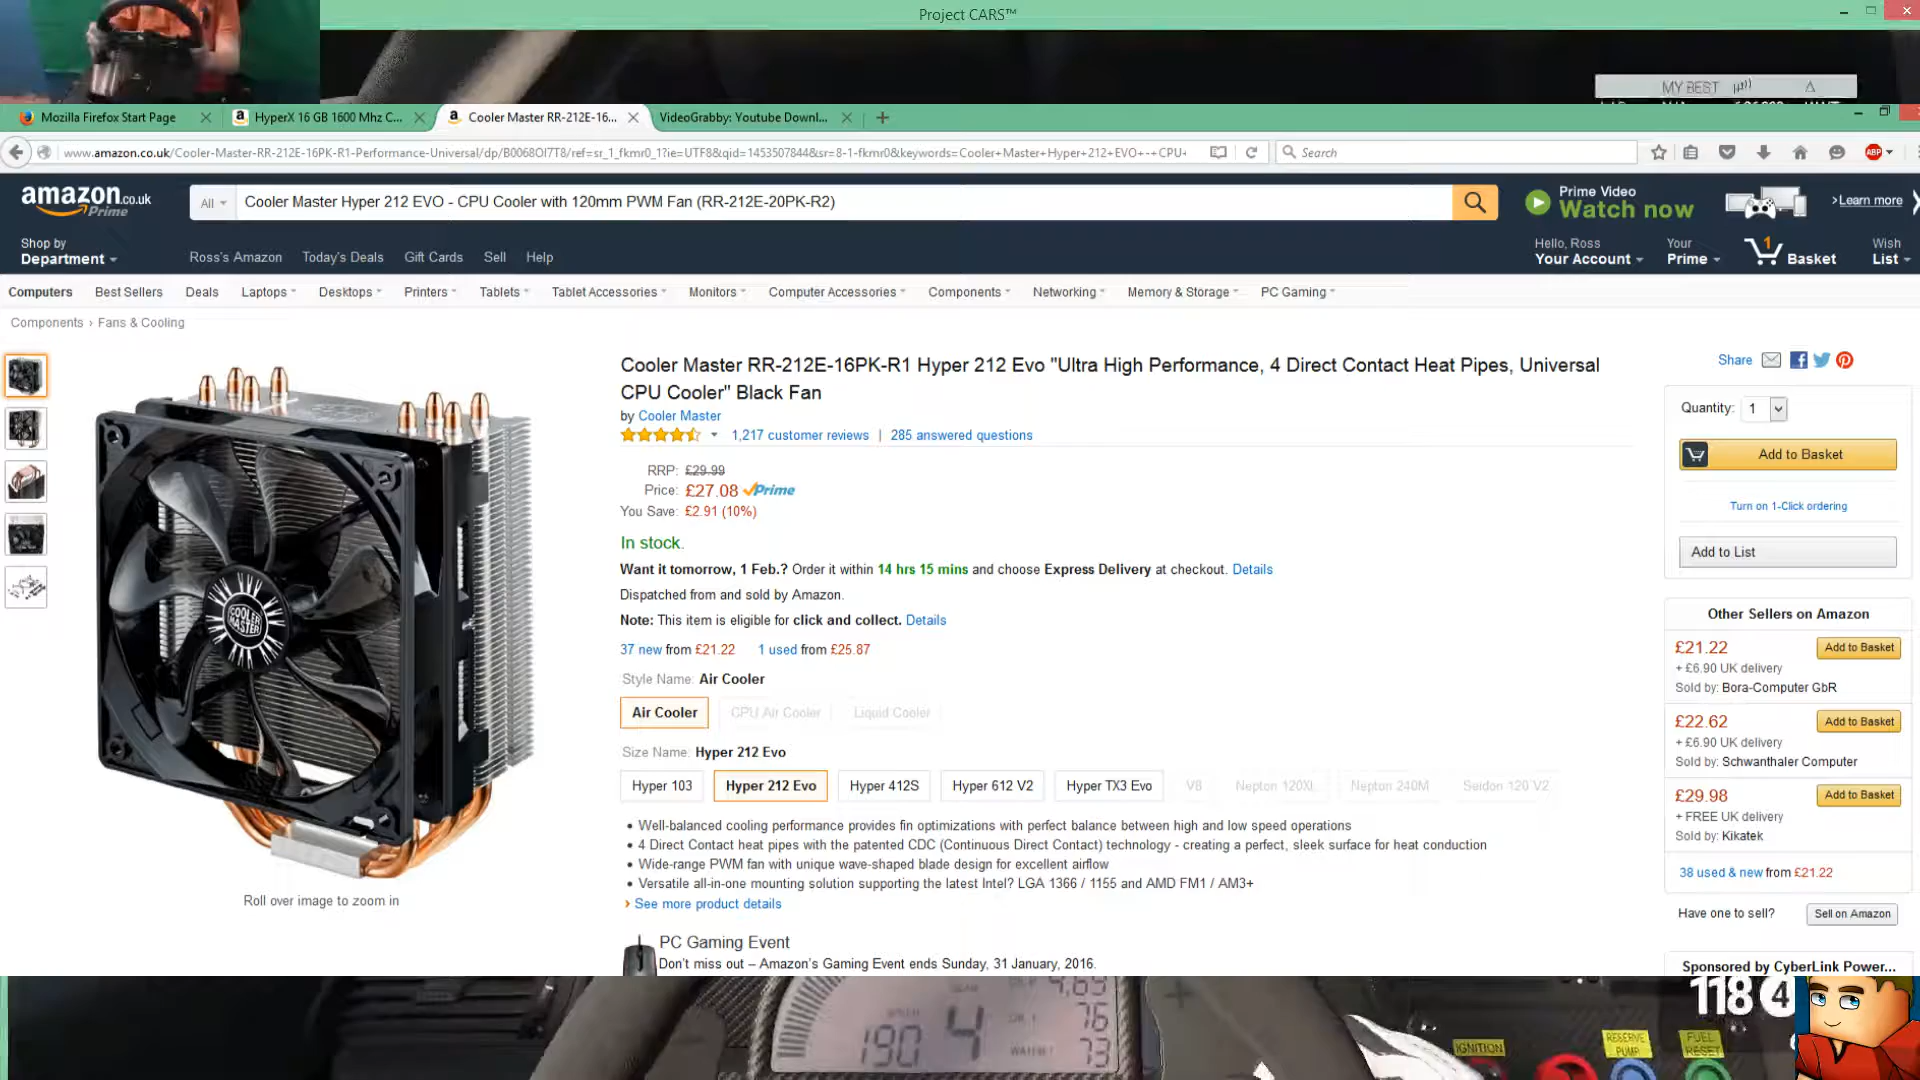 Project CARS™
MY BEST
Mozilla Firefox Start Page
HyperX 16 GB 1600 Mhz C...
Cooler Master RR-212E-16...
VideoGrabby: Youtube Downl...
www.amazon.co.uk/Cooler-Master-RR-212E-16PK-R1-Performance-Universal/dp/B0068OI7T8/ref=sr_1_fkmr0_1?ie=UTF8&qid=1453507844&sr=8-1-fkmr0&keywords=Cooler+Master+Hyper+212+EVO+-+CPU-
Search
ABP
amazon.co.uk
Prime
All
Cooler Master Hyper 212 EVO - CPU Cooler with 120mm PWM Fan (RR-212E-20PK-R2)
Prime Video
Watch now
Learn more
Shop by
Department
Ross's Amazon
Today's Deals
Gift Cards
Sell
Help
Hello, Ross
Your Account
Your
Prime
1
Basket
Wish
List
Computers
Best Sellers
Deals
Laptops
Desktops
Printers
Tablets
Tablet Accessories
Monitors
Computer Accessories
Components
Networking
Memory & Storage
PC Gaming
Components › Fans & Cooling
Cooler Master RR-212E-16PK-R1 Hyper 212 Evo "Ultra High Performance, 4 Direct Contact Heat Pipes, Universal
CPU Cooler" Black Fan
by Cooler Master
1,217 customer reviews | 285 answered questions
RRP: £29.99
Price: £27.08 Prime
You Save: £2.91 (10%)
In stock.
Want it tomorrow, 1 Feb.? Order it within 14 hrs 15 mins and choose Express Delivery at checkout. Details
Dispatched from and sold by Amazon.
Note: This item is eligible for click and collect. Details
37 new from £21.22
1 used from £25.87
Style Name: Air Cooler
Air Cooler
CPU Air Cooler
Liquid Cooler
Size Name: Hyper 212 Evo
Hyper 103
Hyper 212 Evo
Hyper 412S
Hyper 612 V2
Hyper TX3 Evo
V8
Nepton 120XL
Nepton 240M
Seidon 120 V2
• Well-balanced cooling performance provides fin optimizations with perfect balance between high and low speed operations
• 4 Direct Contact heat pipes with the patented CDC (Continuous Direct Contact) technology - creating a perfect, sleek surface for heat conduction
• Wide-range PWM fan with unique wave-shaped blade design for excellent airflow
• Versatile all-in-one mounting solution supporting the latest Intel? LGA 1366 / 1155 and AMD FM1 / AM3+
› See more product details
PC Gaming Event
Don't miss out – Amazon's Gaming Event ends Sunday, 31 January, 2016.
COOLER
MASTER
Roll over image to zoom in
Share
Quantity: 1
Add to Basket
Turn on 1-Click ordering
Add to List
Other Sellers on Amazon
£21.22
Add to Basket
+ £6.90 UK delivery
Sold by: Bora-Computer GbR
£22.62
Add to Basket
+ £6.90 UK delivery
Sold by: Schwanthaler Computer
£29.98
Add to Basket
+ FREE UK delivery
Sold by: Kikatek
38 used & new from £21.22
Have one to sell?
Sell on Amazon
Sponsored by CyberLink Power...
118 4
4.69
SPEED
190
4
76
WATER T
73
IGNITION
RESERVE
PUMP
FUEL
RESET